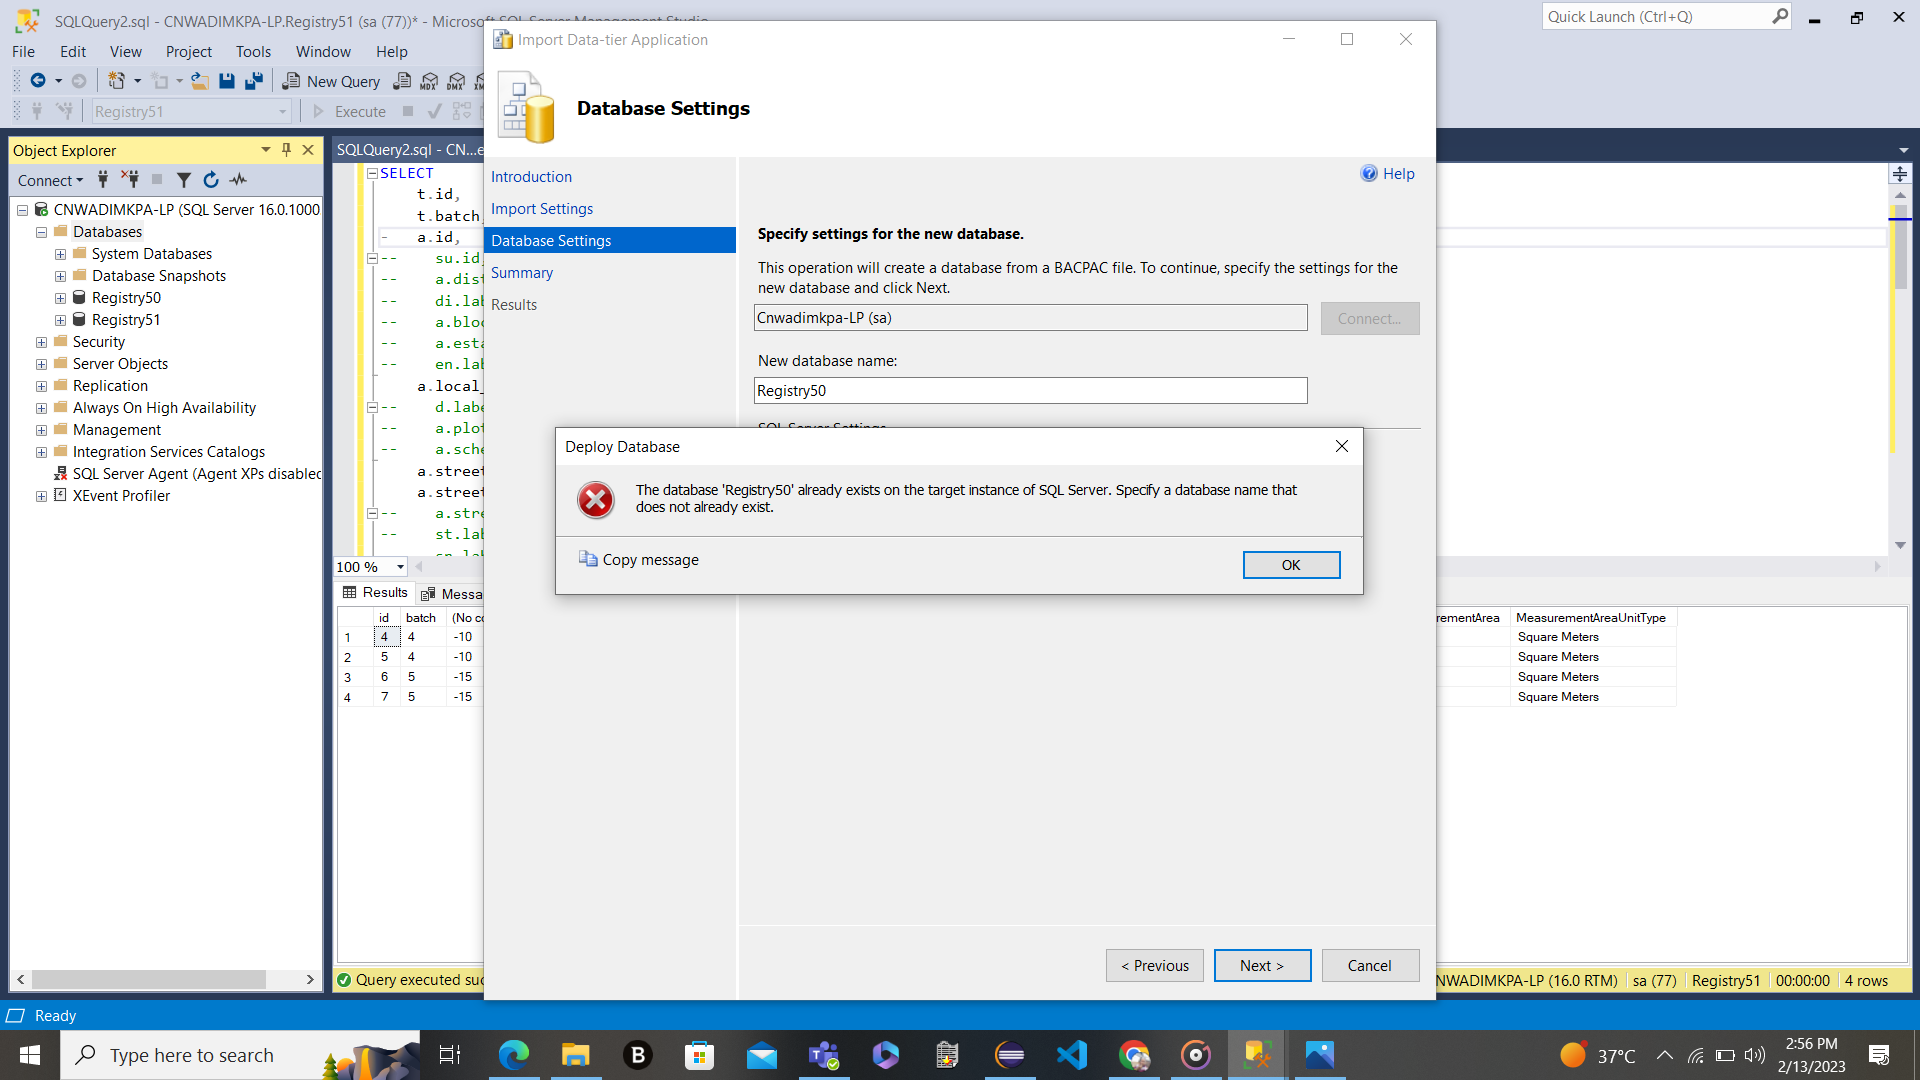 SQLQuery2.sql - CNWADIMKPA-LP.Registry51 (sa (77))* - Microsoft SQL Server Management Studio
Quick Launch (Ctrl+Q)
File Edit View Project Tools Window Help
New Query
MDX DMX
Registry51
Execute
Object Explorer
Connect
CNWADIMKPA-LP (SQL Server 16.0.1000
Databases
System Databases
Database Snapshots
Registry50
Registry51
Security
Server Objects
Replication
Always On High Availability
Management
Integration Services Catalogs
SQL Server Agent (Agent XPs disabled
XEvent Profiler
SQLQuery2.sql - CN...e
SELECT
t.id,
t.batch,
- a.id,
-- su.id,
-- a.dist
-- di.lab
-- a.bloc
-- a.esta
-- en.lab
a.local_
-- d.labe
-- a.plot
-- a.sche
a.street
a.street
-- a.stre
-- st.lab
100 %
Results
Messa
id batch (No co
1 4 4 -10
2 5 4 -10
3 6 5 -15
4 7 5 -15
rementArea MeasurementAreaUnitType
Square Meters
Square Meters
Square Meters
Square Meters
Query executed suc
NWADIMKPA-LP (16.0 RTM) sa (77) Registry51 00:00:00 4 rows
Import Data-tier Application
Database Settings
Introduction
Import Settings
Database Settings
Summary
Results
Help
Specify settings for the new database.
This operation will create a database from a BACPAC file. To continue, specify the settings for the
new database and click Next.
Cnwadimkpa-LP (sa)
Connect...
New database name:
Registry50
SQL Server Settings
Deploy Database
The database 'Registry50' already exists on the target instance of SQL Server. Specify a database name that
does not already exist.
Copy message
OK
< Previous
Next >
Cancel
Ready
Type here to search
37°C
2:56 PM
2/13/2023